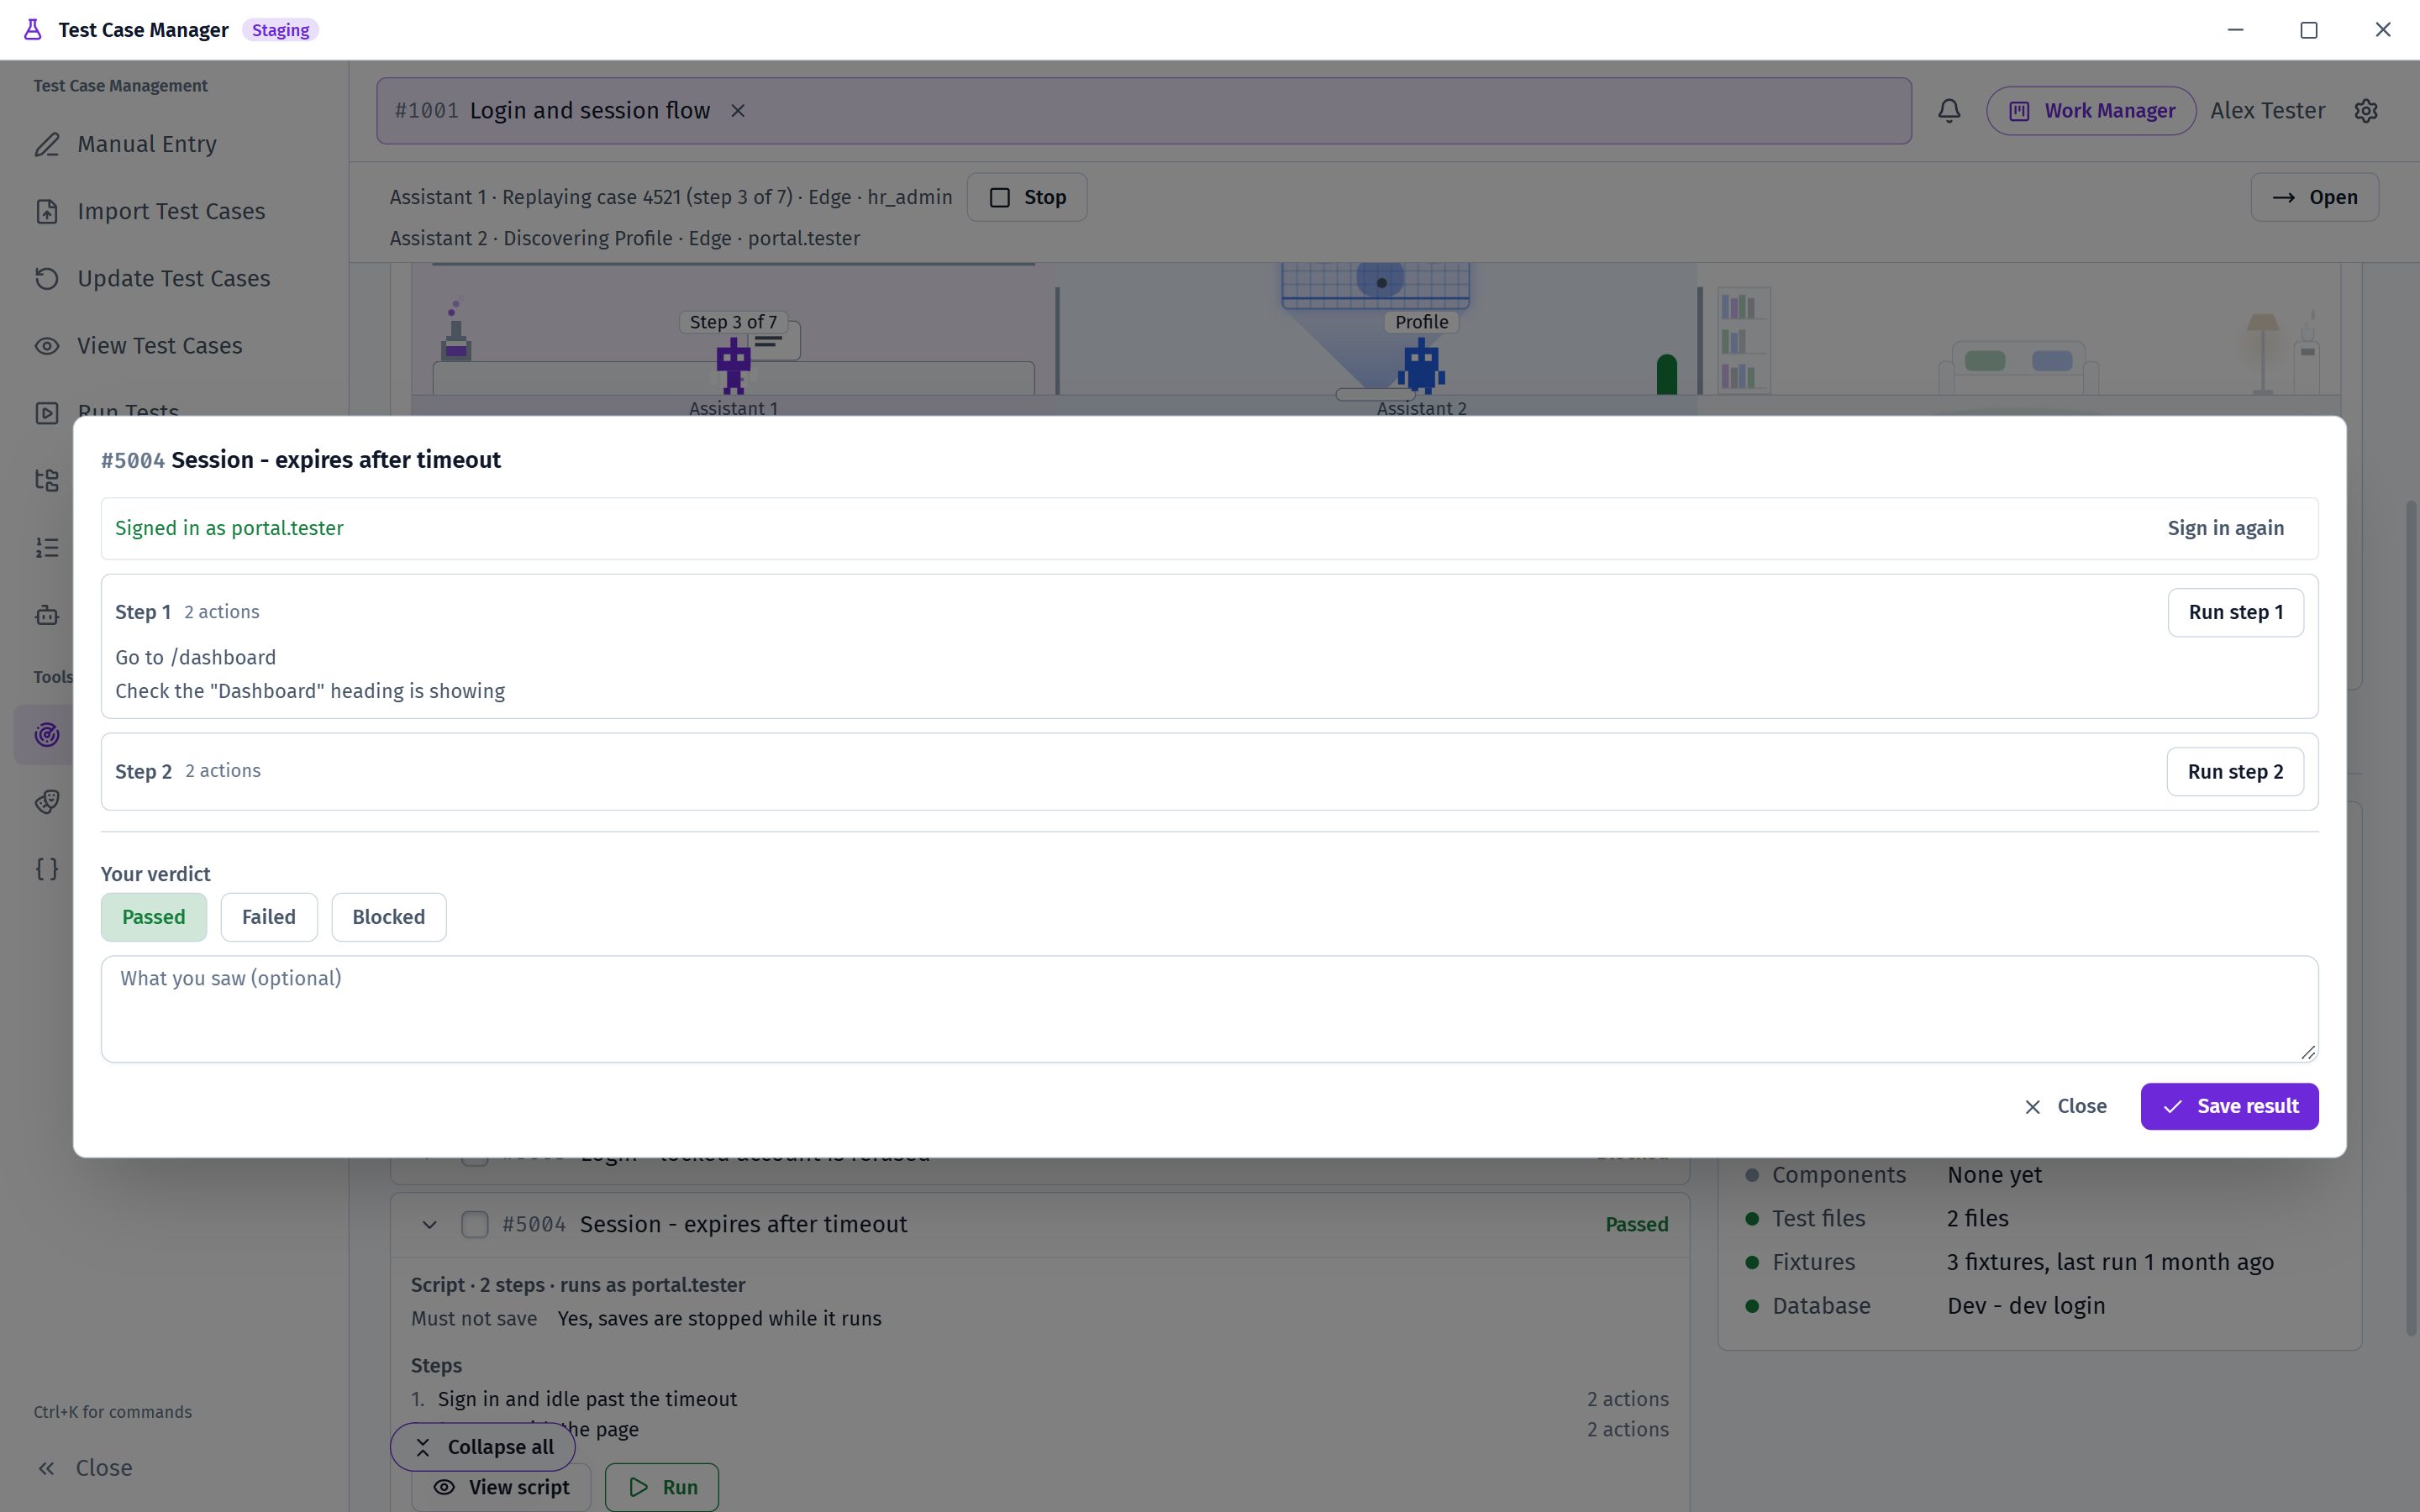 Test Case Manager Staging
Test Case Management
Manual Entry
Import Test Cases
Update Test Cases
View Test Cases
Run Tests
Tools
Ctrl+K for commands
Close
#1001 Login and session flow
Work Manager
Alex Tester
Assistant 1 · Replaying case 4521 (step 3 of 7) · Edge · hr_admin
Stop
Open
Assistant 2 · Discovering Profile · Edge · portal.tester
Step 3 of 7
Profile
Assistant 1
Assistant 2
#5004 Session - expires after timeout
Signed in as portal.tester
Sign in again
Step 1 2 actions
Run step 1
Go to /dashboard
Check the "Dashboard" heading is showing
Step 2 2 actions
Run step 2
Your verdict
Passed
Failed
Blocked
What you saw (optional)
Close
Save result
#5004 Session - expires after timeout
Passed
Script · 2 steps · runs as portal.tester
Must not save Yes, saves are stopped while it runs
Steps
1. Sign in and idle past the timeout 2 actions
the page 2 actions
Collapse all
View script
Run
Components None yet
Test files 2 files
Fixtures 3 fixtures, last run 1 month ago
Database Dev - dev login